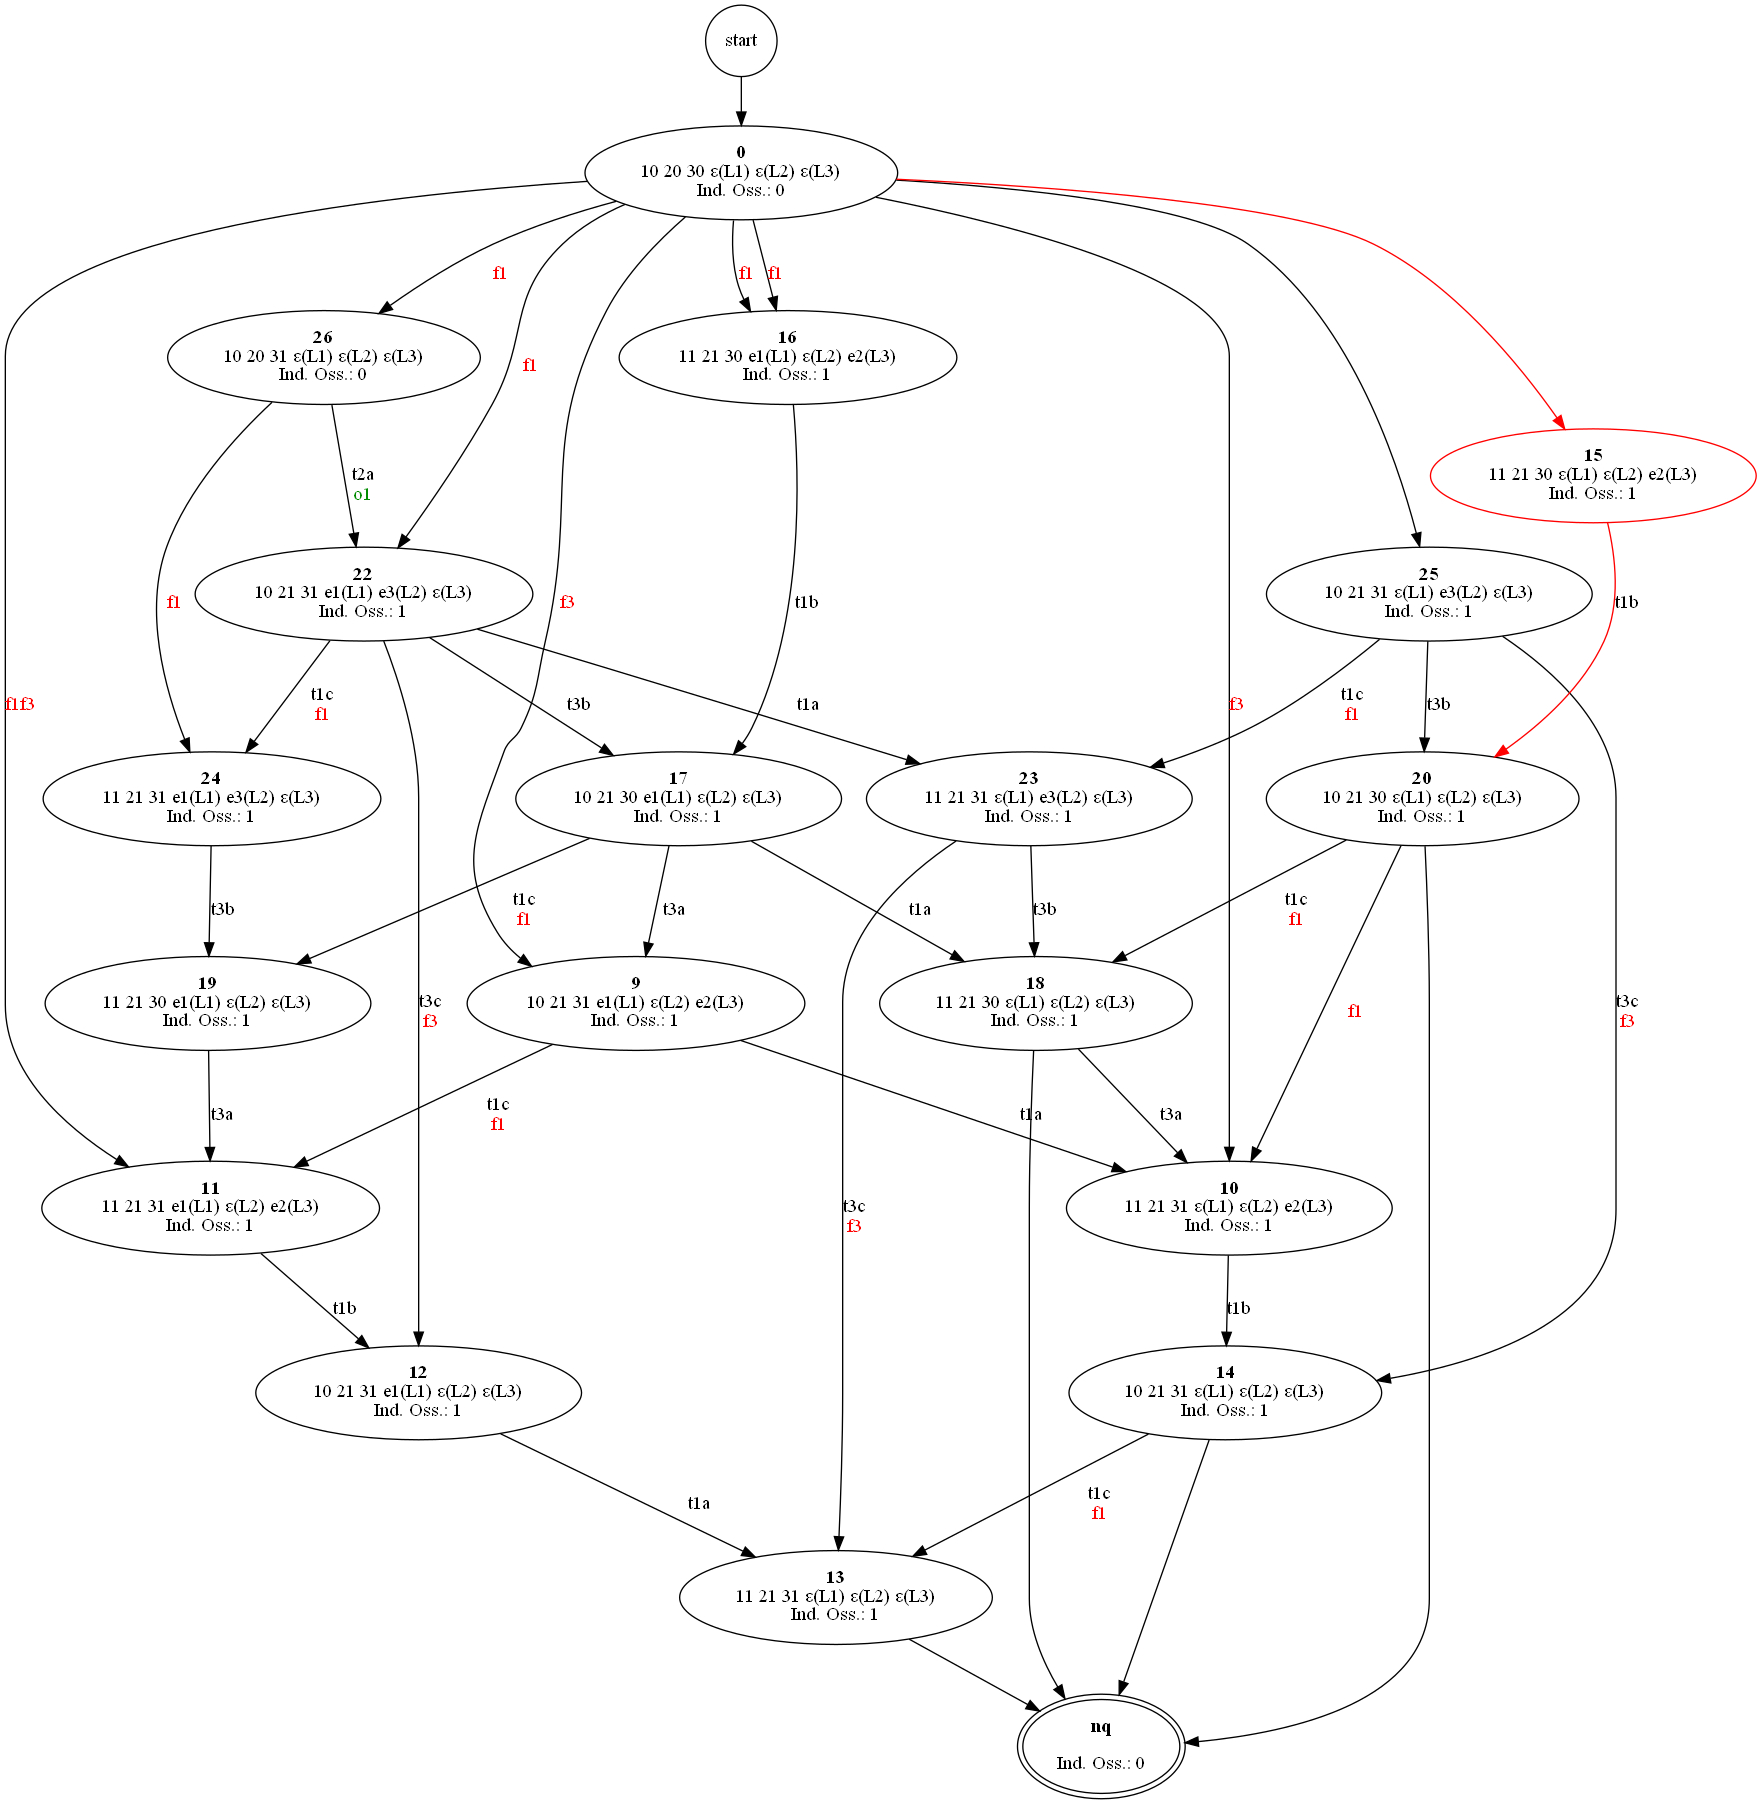 start
0
10 20 30 ε(L1) ε(L2) ε(L3)
Ind. Oss.: 0
f1
f1
f1
26
10 20 31 ε(L1) ε(L2) ε(L3)
Ind. Oss.: 0
16
11 21 30 e1(L1) ε(L2) e2(L3)
Ind. Oss.: 1
f1
15
11 21 30 ε(L1) ε(L2) e2(L3)
Ind. Oss.: 1
t2a
o1
22
10 21 31 e1(L1) e3(L2) ε(L3)
Ind. Oss.: 1
25
10 21 31 ε(L1) e3(L2) ε(L3)
Ind. Oss.: 1
f1
f3
t1b
t1b
f1f3
t1c
f1
t3b
t1a
f3
t1c
f1
t3b
24
11 21 31 e1(L1) e3(L2) ε(L3)
Ind. Oss.: 1
17
10 21 30 e1(L1) ε(L2) ε(L3)
Ind. Oss.: 1
23
11 21 31 ε(L1) e3(L2) ε(L3)
Ind. Oss.: 1
20
10 21 30 ε(L1) ε(L2) ε(L3)
Ind. Oss.: 1
t3b
t1c
f1
t3a
t1a
t3b
t1c
f1
19
11 21 30 e1(L1) ε(L2) ε(L3)
Ind. Oss.: 1
9
10 21 31 e1(L1) ε(L2) e2(L3)
Ind. Oss.: 1
18
11 21 30 ε(L1) ε(L2) ε(L3)
Ind. Oss.: 1
t3c
f3
f1
t3c
f3
t3a
t1c
f1
t1a
t3a
11
11 21 31 e1(L1) ε(L2) e2(L3)
Ind. Oss.: 1
10
11 21 31 ε(L1) ε(L2) e2(L3)
Ind. Oss.: 1
t3c
f3
t1b
t1b
12
10 21 31 e1(L1) ε(L2) ε(L3)
Ind. Oss.: 1
14
10 21 31 ε(L1) ε(L2) ε(L3)
Ind. Oss.: 1
t1a
t1c
f1
13
11 21 31 ε(L1) ε(L2) ε(L3)
Ind. Oss.: 1
nq
Ind. Oss.: 0